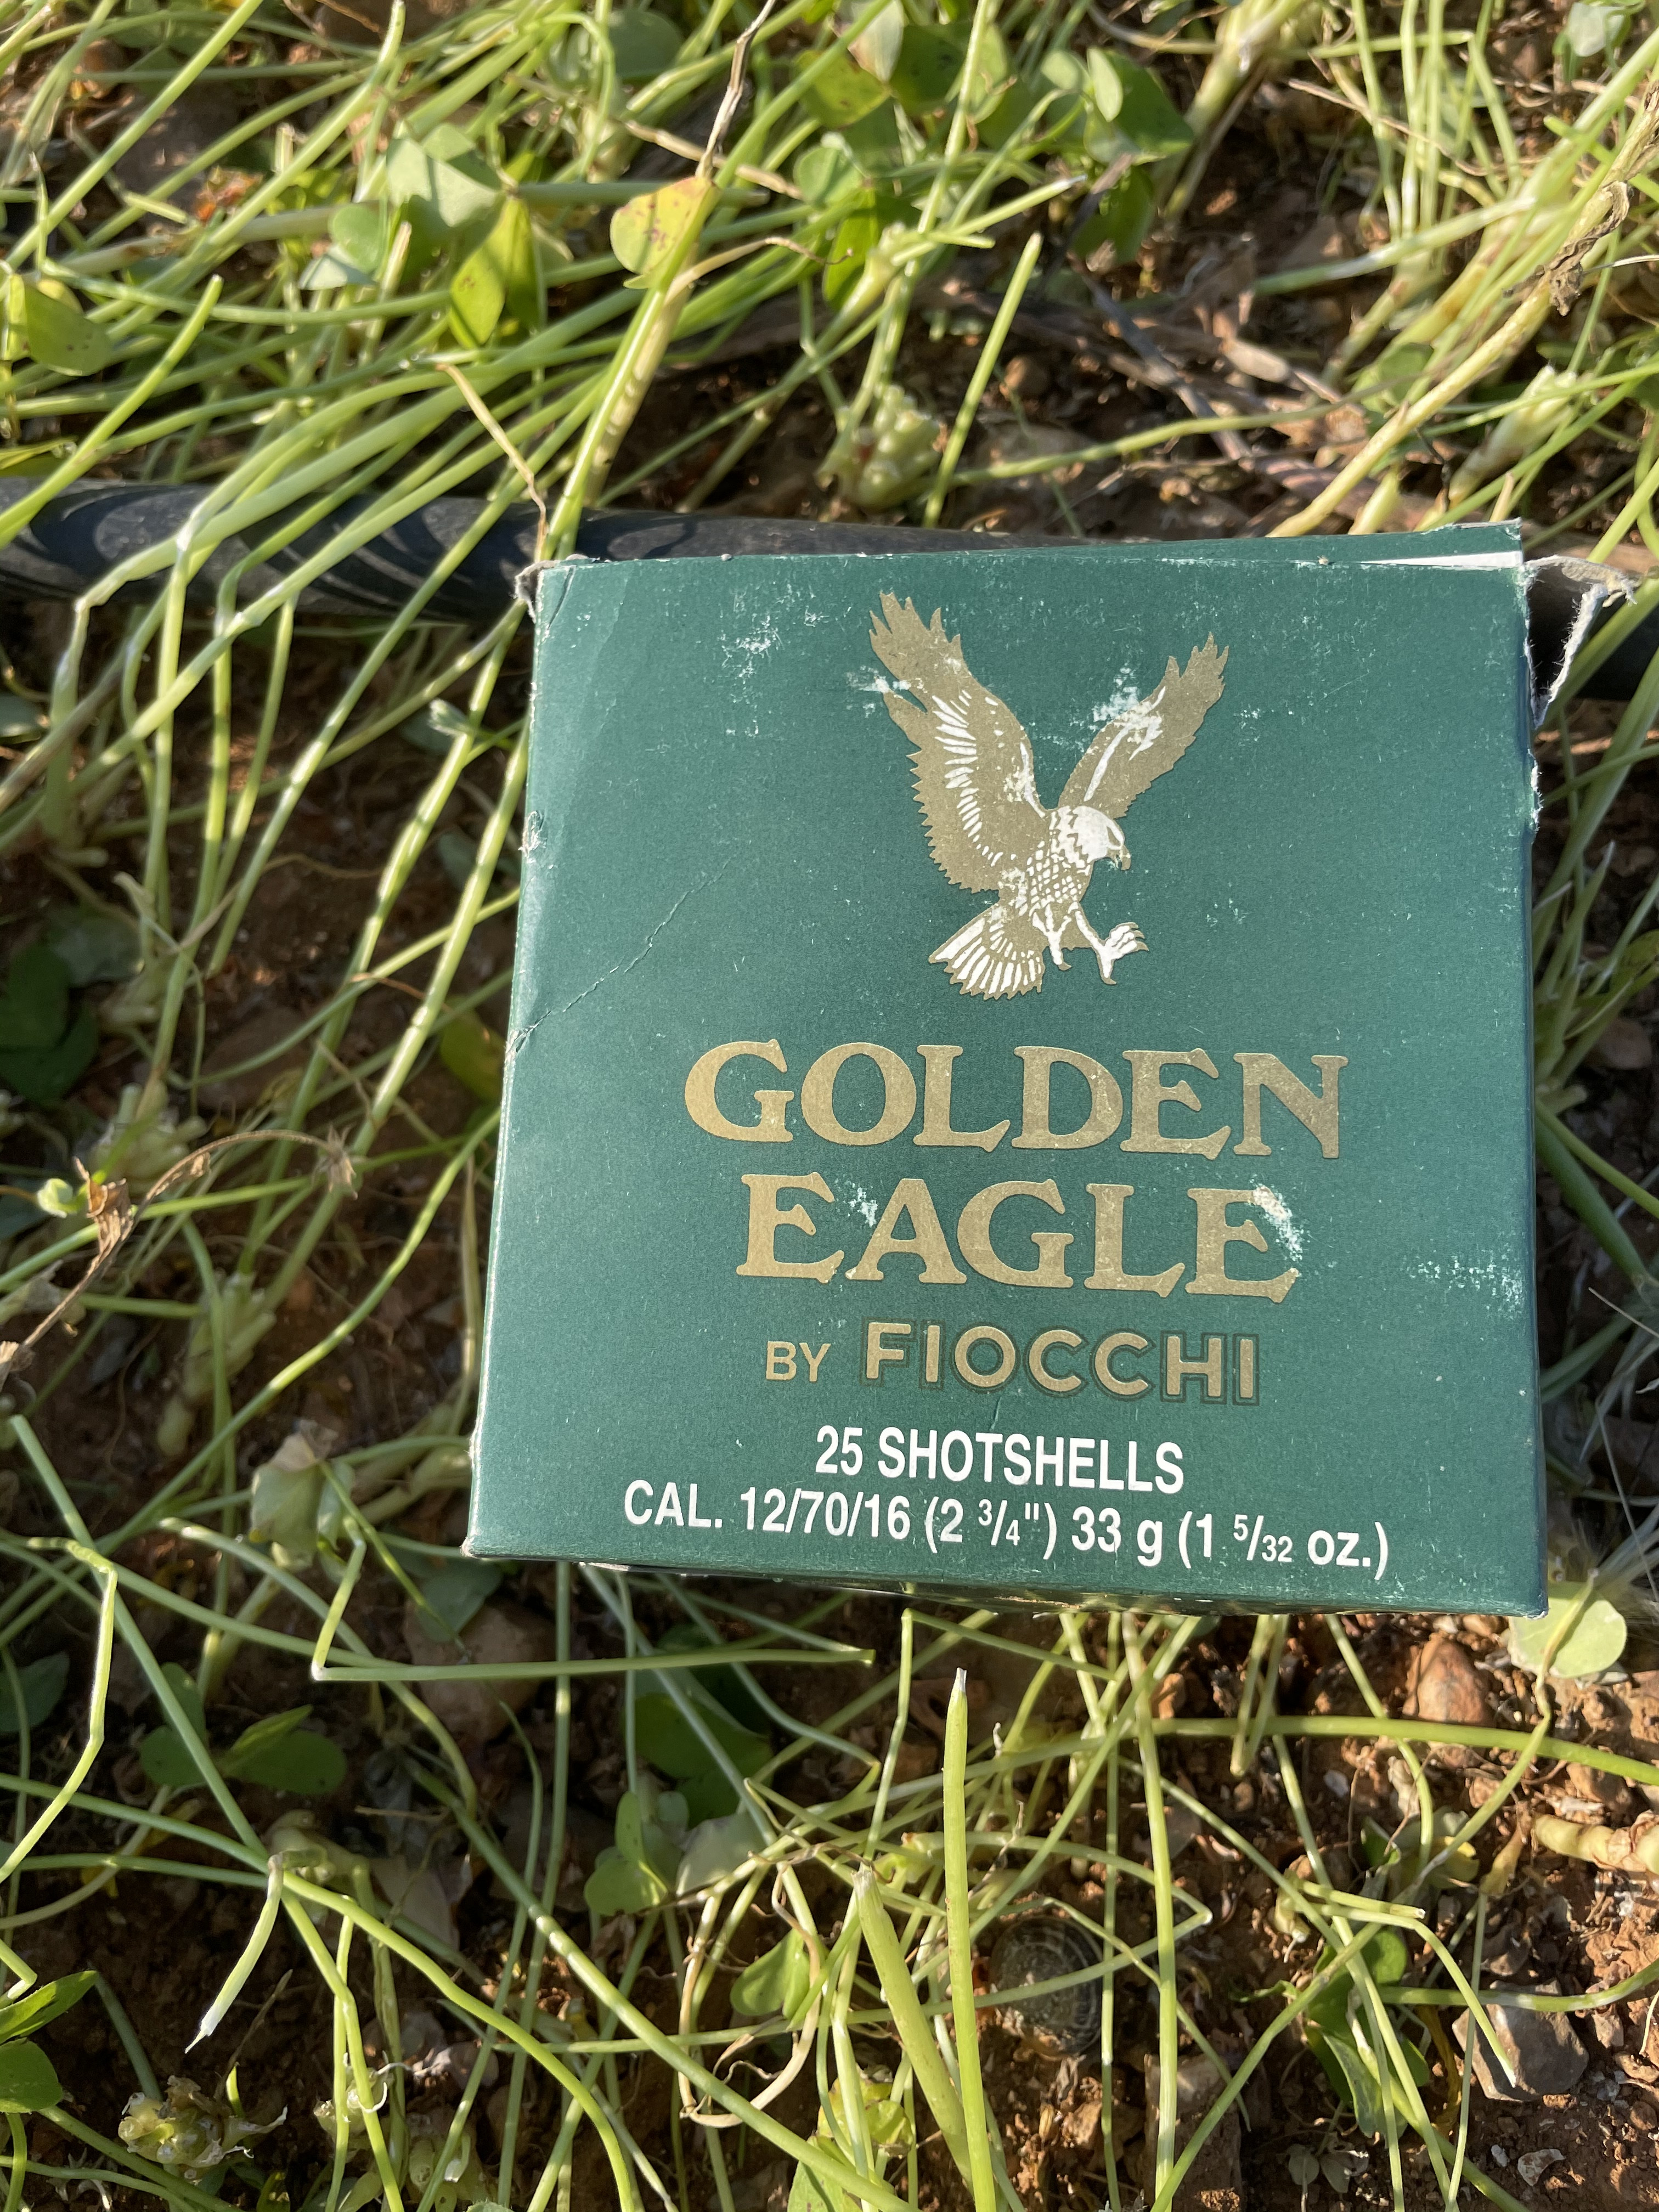 GOLDEN
EAGLE
BY FIOCCHI
25 SHOTSHELLS
CAL. 12/70/16 (2 3/4") 33 g (1 5/32 oz.)